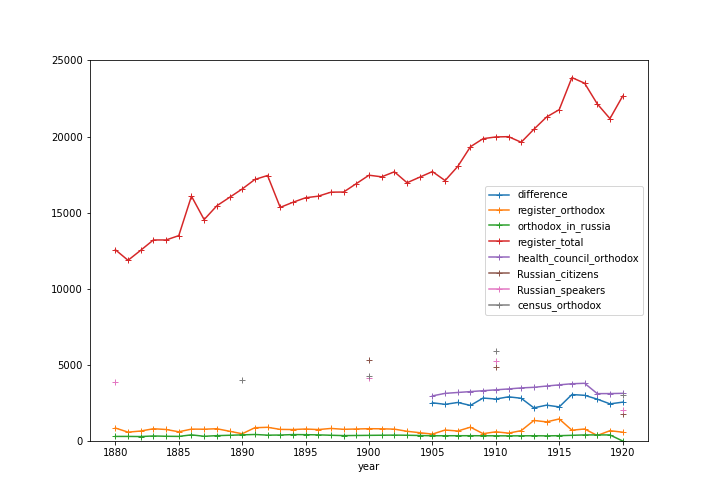 25000
20000
15000
10000
5000
0
difference
register_orthodox
orthodox_in_russia
register_total
health_council_orthodox
Russian_citizens
Russian_speakers
census_orthodox
1880 1885 1890 1895 1900 1905 1910 1915 1920
year